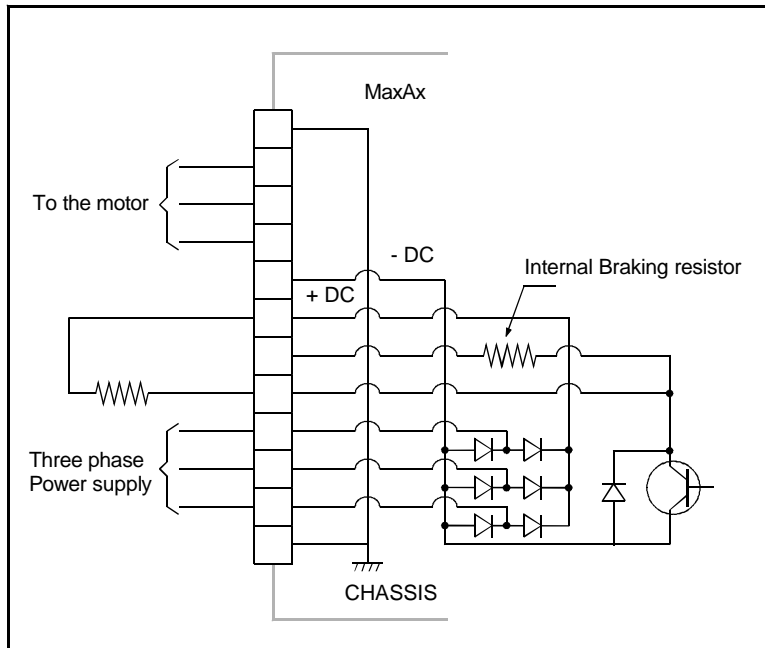 MaxAx
To the motor
- DC
Internal Braking resistor
+ DC
Three phase
Power supply
CHASSIS